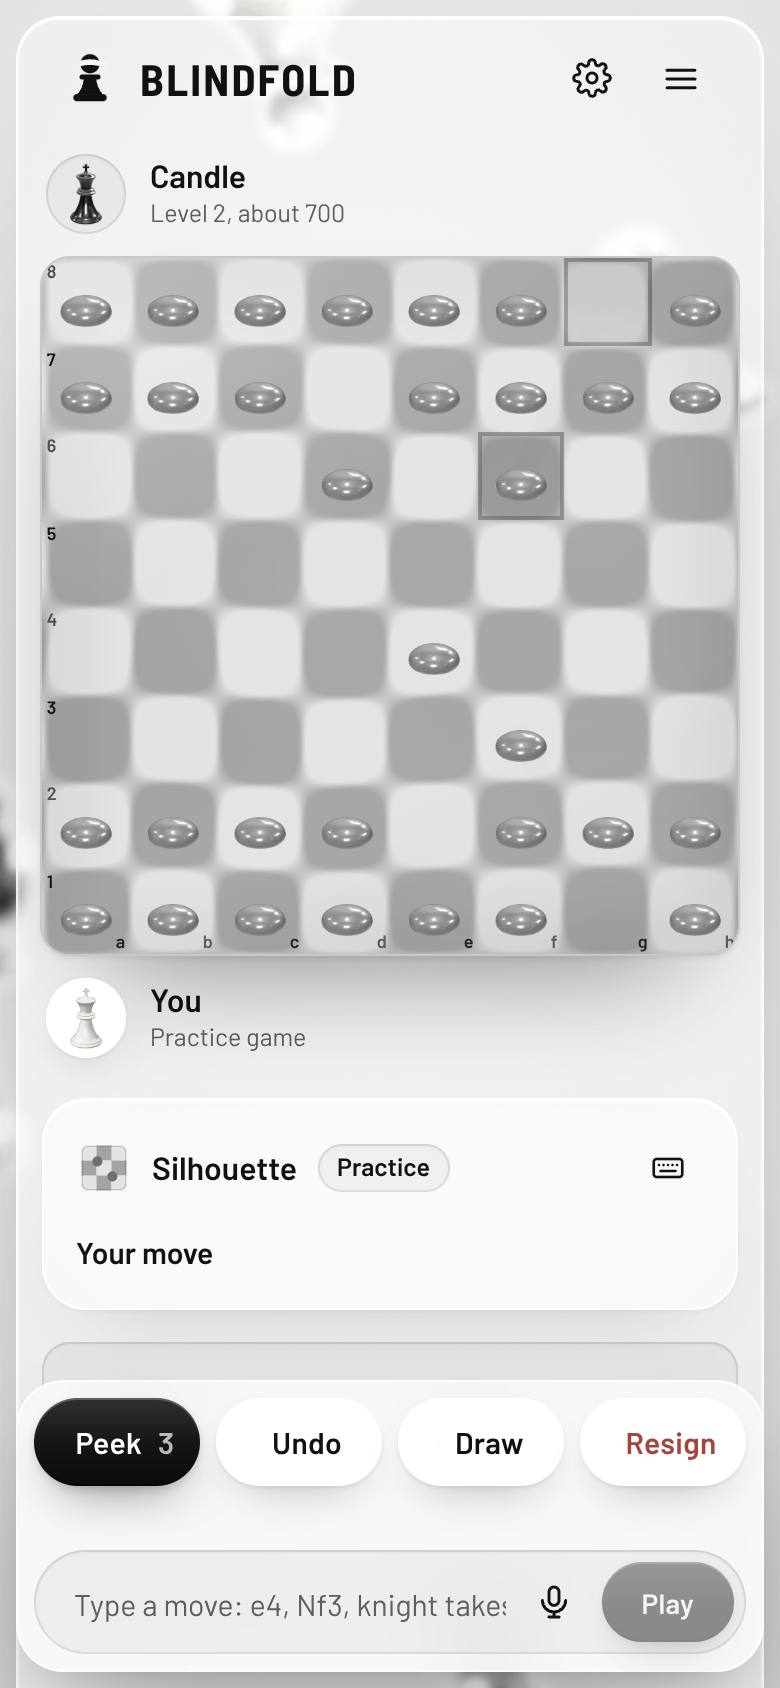 BLINDFOLD
Candle
Level 2, about 700
8
7
6
5
4
3
2
1
a b c d e f g h
You
Practice game
Silhouette Practice
Your move
Peek 3 Undo Draw Resign
Type a move: e4, Nf3, knight takes Play